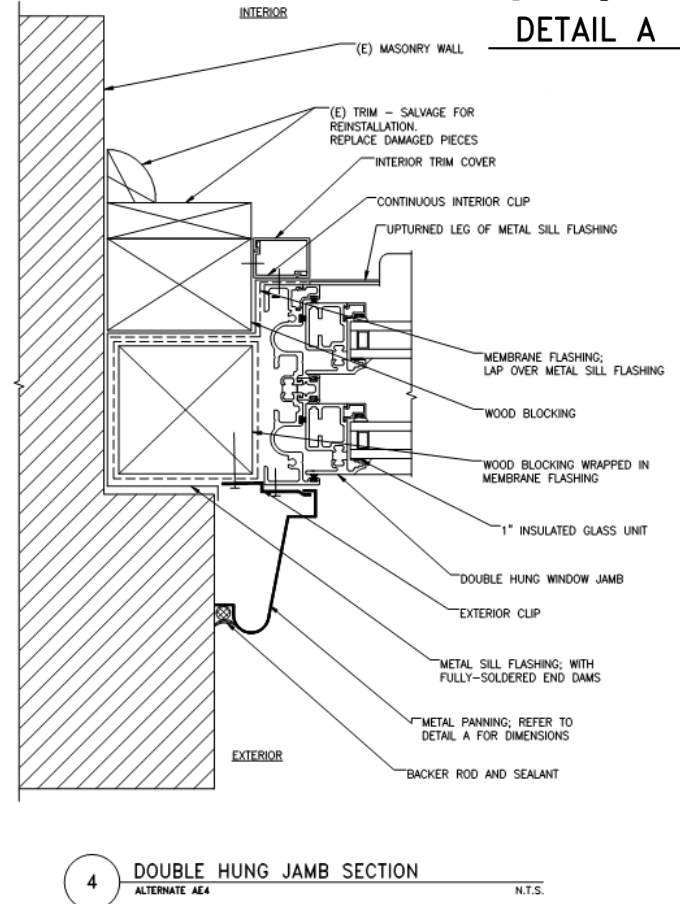 INTERIOR
DETAIL A
(E) MASONRY WALL
(E) TRIM – SALVAGE FOR
REINSTALLATION.
REPLACE DAMAGED PIECES
INTERIOR TRIM COVER
CONTINUOUS INTERIOR CLIP
UPTURNED LEG OF METAL SILL FLASHING
MEMBRANE FLASHING;
LAP OVER METAL SILL FLASHING
WOOD BLOCKING
WOOD BLOCKING WRAPPED IN
MEMBRANE FLASHING
1" INSULATED GLASS UNIT
DOUBLE HUNG WINDOW JAMB
EXTERIOR CLIP
METAL SILL FLASHING; WITH
FULLY–SOLDERED END DAMS
METAL PANNING; REFER TO
DETAIL A FOR DIMENSIONS
EXTERIOR
BACKER ROD AND SEALANT
4
DOUBLE HUNG JAMB SECTION
ALTERNATE AE4
N.T.S.